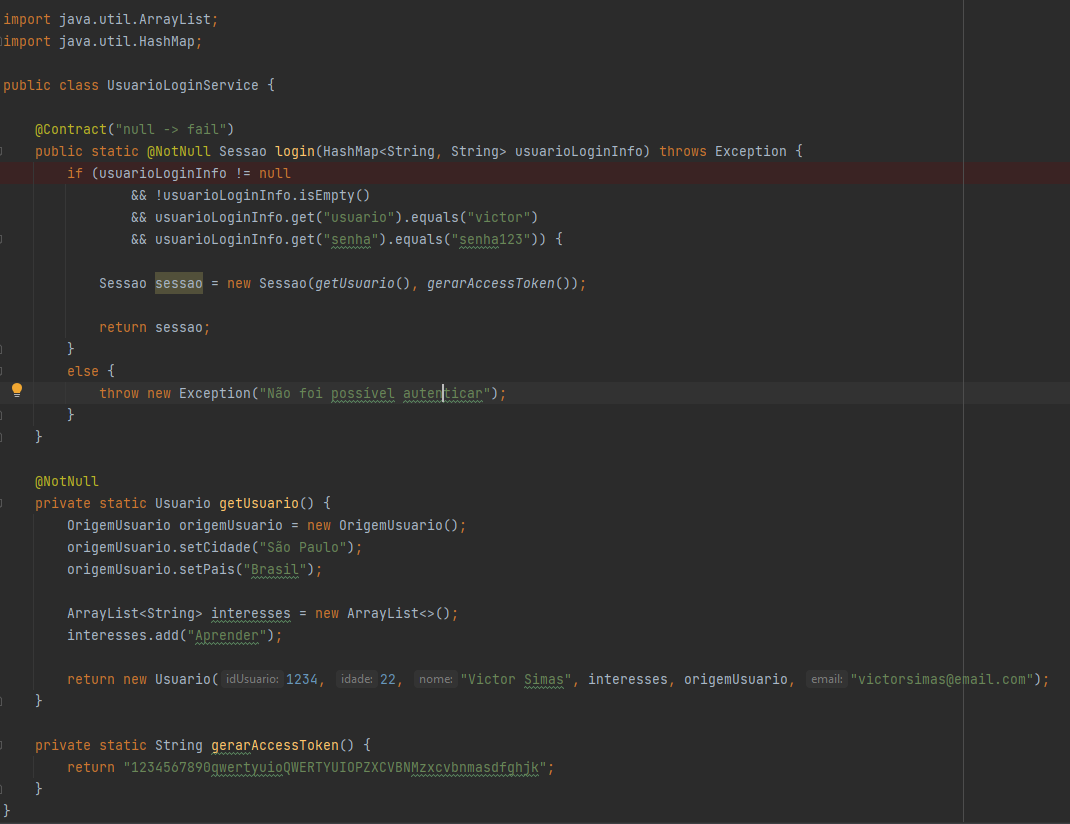 import java.util.ArrayList;
import java.util.HashMap;
public class UsuarioLoginService {
@Contract("null -> fail")
public static @NotNull Sessao login(HashMap<String, String> usuarioLoginInfo) throws Exception {
if (usuarioLoginInfo != null
&& !usuarioLoginInfo.isEmpty()
&& usuarioLoginInfo.get("usuario").equals("victor")
&& usuarioLoginInfo.get("senha").equals("senha123")) {
Sessao sessao = new Sessao(getUsuario(), gerarAccessToken());
return sessao;
}
else {
throw new Exception("Não foi possível autenticar");
}
}
@NotNull
private static Usuario getUsuario() {
OrigemUsuario origemUsuario = new OrigemUsuario();
origemUsuario.setCidade("São Paulo");
origemUsuario.setPais("Brasil");
ArrayList<String> interesses = new ArrayList<>();
interesses.add("Aprender");
return new Usuario( idUsuario: 1234, idade: 22, nome: "Victor Simas", interesses, origemUsuario, email: "victorsimas@email.com");
}
private static String gerarAccessToken() {
return "1234567890qwertyuioQWERTYUIOPZXCVBNMzxcvbnmasdfghjk";
}
}